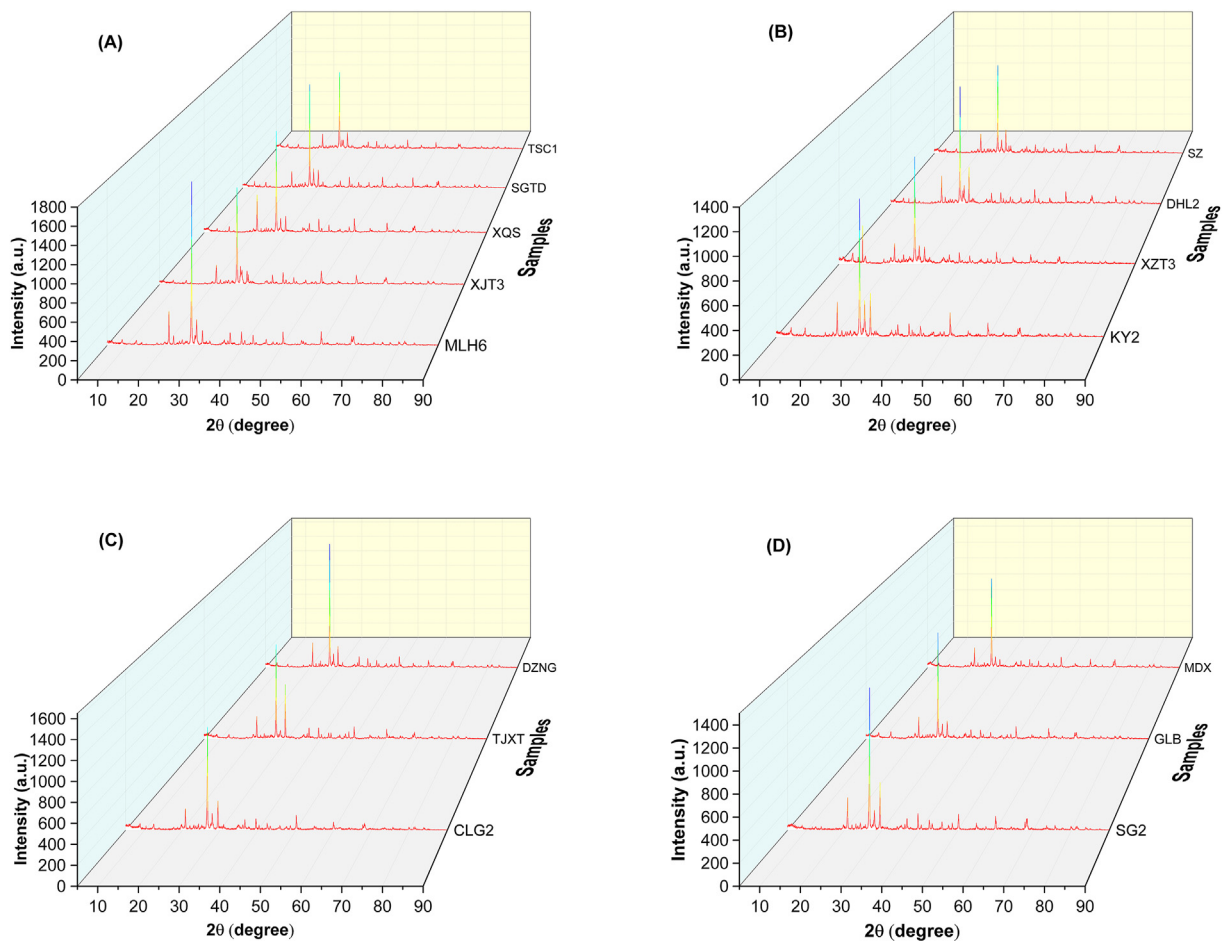 (A)
TSC1
SGTD
XQS
XJT3
MLH6
Samples
Intensity (a.u.)
1800
1600
1400
1200
1000
800
600
400
200
0
10 20 30 40 50 60 70 80 90
2θ (degree)
(B)
SZ
DHL2
XZT3
KY2
Samples
Intensity (a.u.)
1400
1200
1000
800
600
400
200
0
10 20 30 40 50 60 70 80 90
2θ (degree)
(C)
DZNG
TJXT
CLG2
Samples
Intensity (a.u.)
1600
1400
1200
1000
800
600
400
200
0
10 20 30 40 50 60 70 80 90
2θ (degree)
(D)
MDX
GLB
SG2
Samples
Intensity (a.u.)
1400
1200
1000
800
600
400
200
0
10 20 30 40 50 60 70 80 90
2θ (degree)